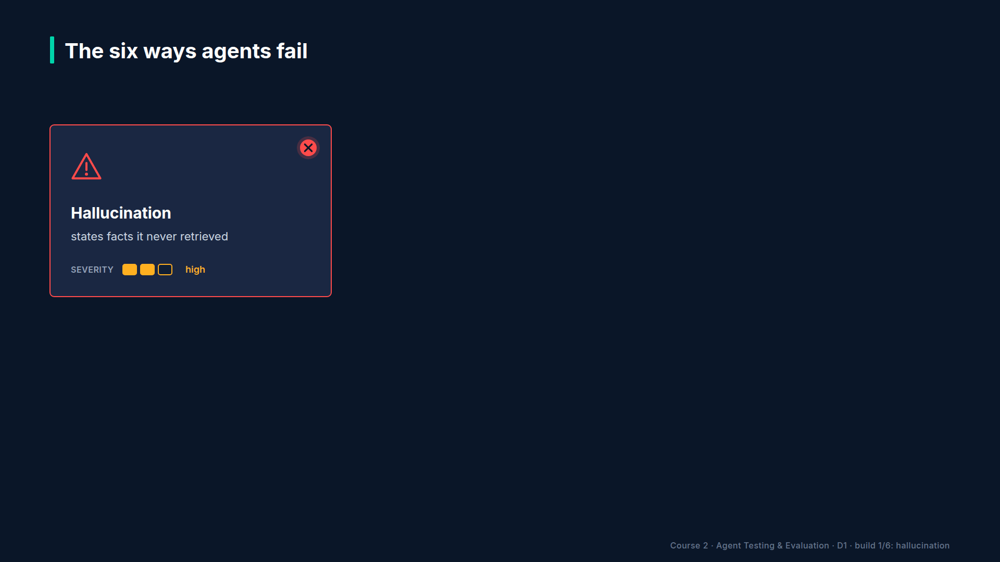 The six ways agents fail
Hallucination
states facts it never retrieved
SEVERITY high
Course 2 · Agent Testing & Evaluation · D1 · build 1/6: hallucination